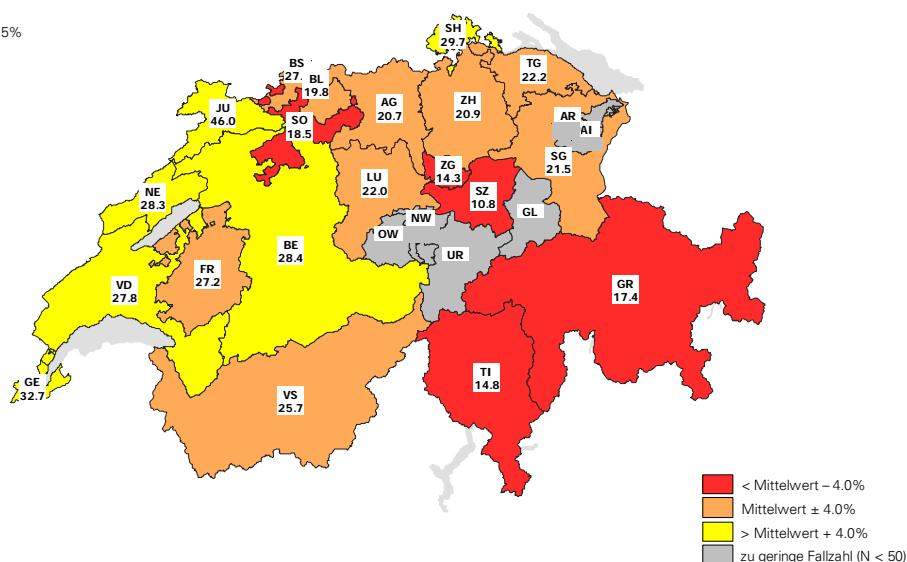 5%
SH
29.7
BS
27.
BL
19.8
TG
22.2
JU
46.0
AG
20.7
ZH
20.9
AR
AI
SO
18.5
SG
21.5
ZG
14.3
LU
22.0
SZ
10.8
NE
28.3
GL
NW
OW
BE
28.4
UR
FR
27.2
VD
27.8
GR
17.4
GE
32.7
TI
14.8
VS
25.7
< Mittelwert – 4.0%
Mittelwert ± 4.0%
> Mittelwert + 4.0%
zu geringe Fallzahl (N < 50)